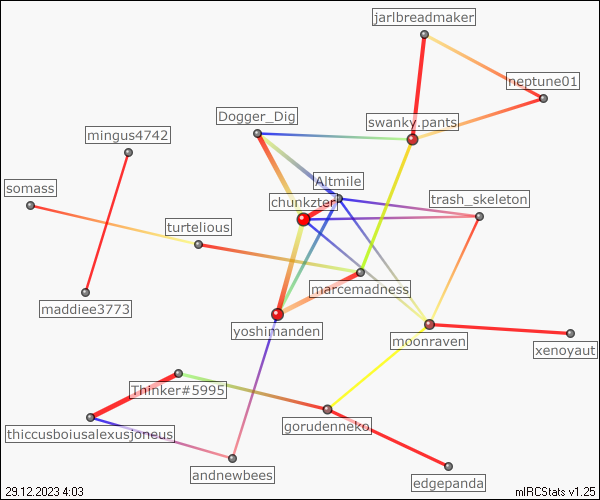 jarlbreadmaker
neptune01
Dogger_Dig
swanky.pants
mingus4742
Altmile
somass
chunkzter
trash_skeleton
turtelious
marcemadness
maddiee3773
yoshimanden
moonraven
xenoyaut
Thinker#5995
gorudenneko
thiccusboiusalexusjoneus
andnewbees
edgepanda
29.12.2023 4:03
mIRCStats v1.25